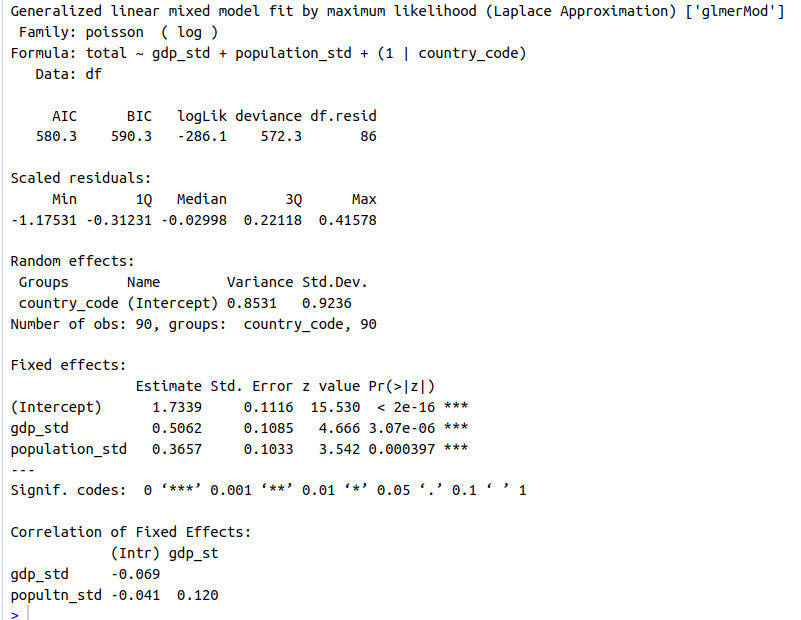 Generalized linear mixed model fit by maximum likelihood (Laplace Approximation) ['glmerMod']
 Family: poisson  ( log )
Formula: total ~ gdp_std + population_std + (1 | country_code)
   Data: df

     AIC      BIC   logLik deviance df.resid
   580.3    590.3   -286.1    572.3       86

Scaled residuals:
     Min       1Q   Median       3Q      Max
-1.17531 -0.31231 -0.02998  0.22118  0.41578

Random effects:
 Groups       Name        Variance Std.Dev.
 country_code (Intercept) 0.8531   0.9236
Number of obs: 90, groups:  country_code, 90

Fixed effects:
               Estimate Std. Error z value Pr(>|z|)
(Intercept)      1.7339     0.1116  15.530  < 2e-16 ***
gdp_std          0.5062     0.1085   4.666 3.07e-06 ***
population_std   0.3657     0.1033   3.542 0.000397 ***
---
Signif. codes:  0 ‘***’ 0.001 ‘**’ 0.01 ‘*’ 0.05 ‘.’ 0.1 ‘ ’ 1

Correlation of Fixed Effects:
            (Intr) gdp_st
gdp_std     -0.069
popultn_std -0.041  0.120
>